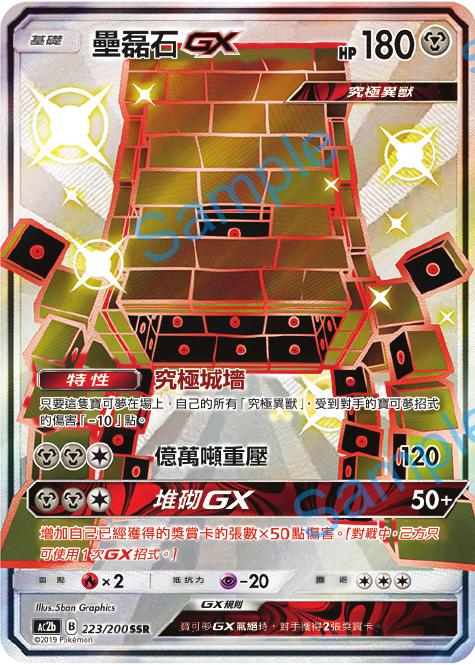 基礎 壘磊石GX HP 180
究極異獸
Sample
特性 究極城墻
只要這隻寶可夢在場上，自己的所有「究極異獸」，受到對手的寶可夢招式
的傷害「-10」點。
億萬噸重壓 120
Sample
堆砌GX 50+
增加自己已經獲得的獎賞卡的張數×50點傷害。[對戰中，己方只
可使用1次GX招式。]
弱點 ×2 抵抗力 -20 撤退
Illus.5ban Graphics
GX規則
AC2b B 223/200 SSR
寶可夢GX氣絕時，對手獲得2張獎賞卡。
©2019 Pokémon